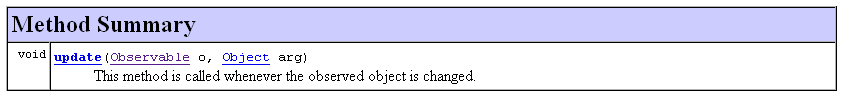 Method Summary
void update(Observable o, Object arg)
This method is called whenever the observed object is changed.